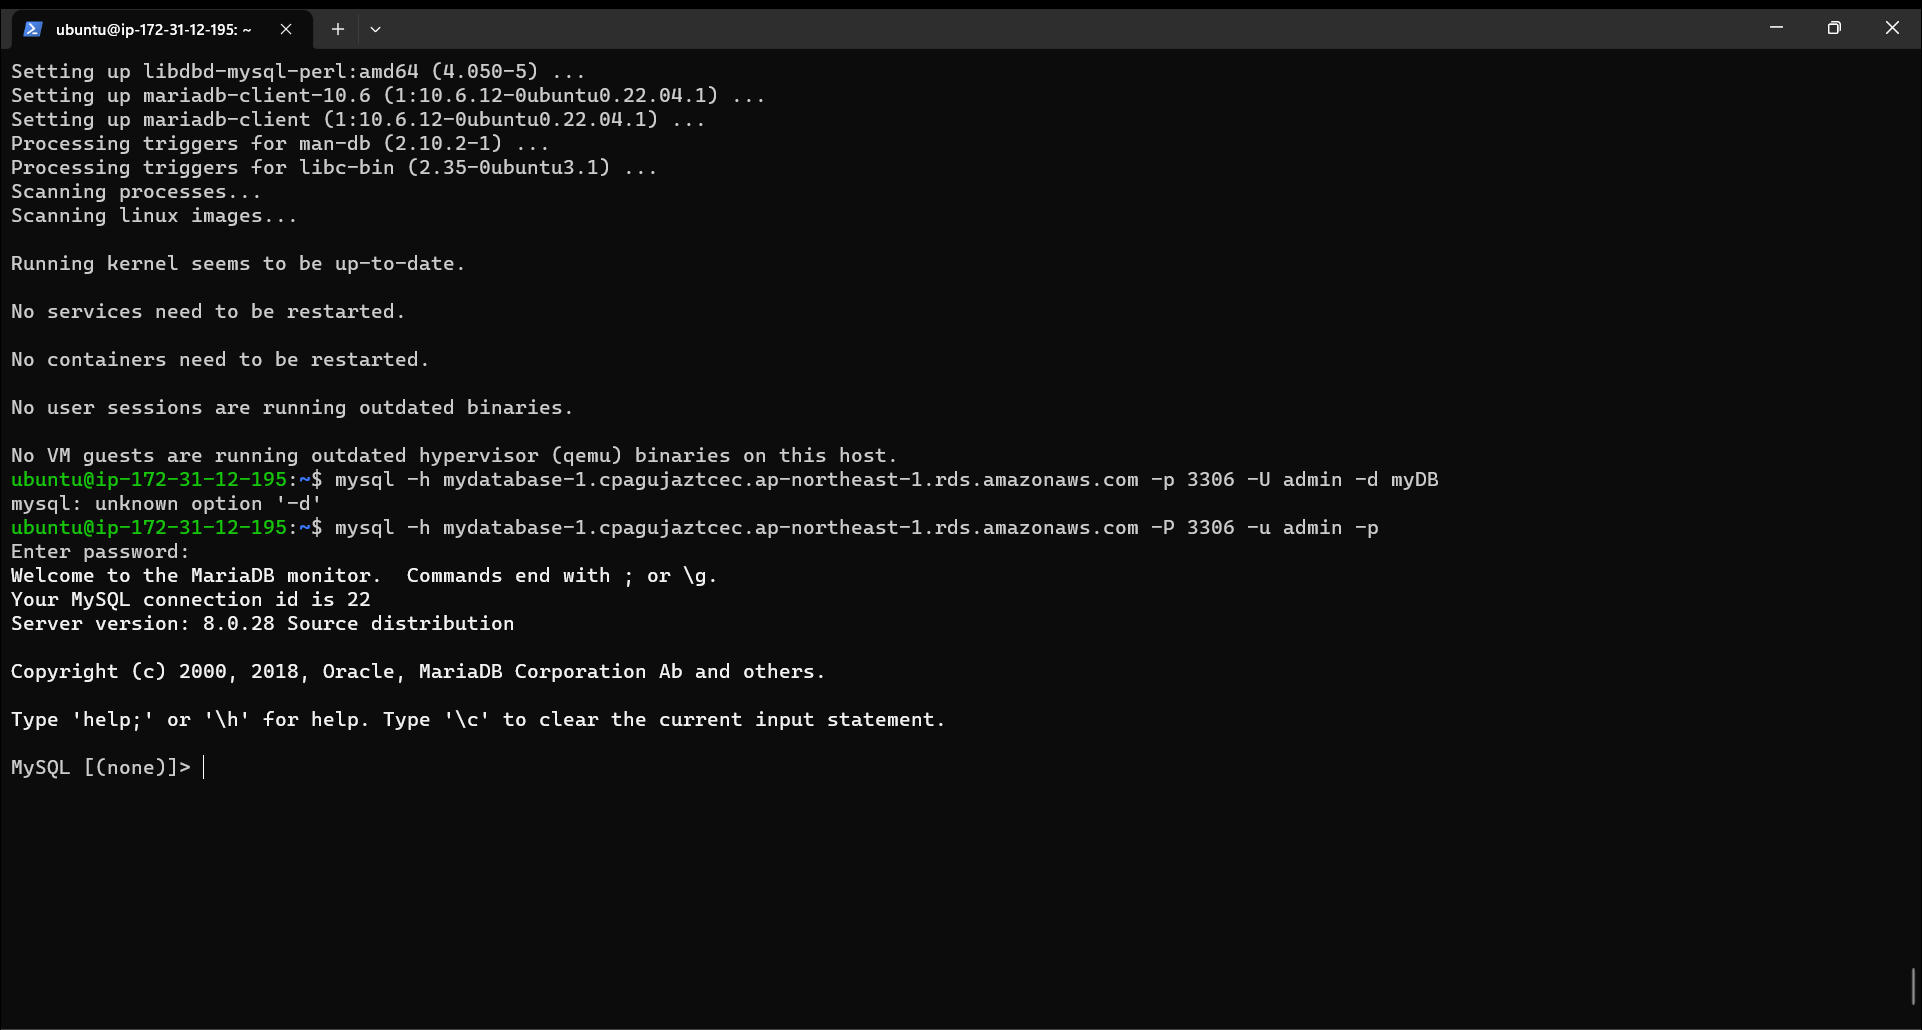 ubuntu@ip-172-31-12-195: ~
Setting up libdbd-mysql-perl:amd64 (4.050-5) ...
Setting up mariadb-client-10.6 (1:10.6.12-0ubuntu0.22.04.1) ...
Setting up mariadb-client (1:10.6.12-0ubuntu0.22.04.1) ...
Processing triggers for man-db (2.10.2-1) ...
Processing triggers for libc-bin (2.35-0ubuntu3.1) ...
Scanning processes...
Scanning linux images...
Running kernel seems to be up-to-date.
No services need to be restarted.
No containers need to be restarted.
No user sessions are running outdated binaries.
No VM guests are running outdated hypervisor (qemu) binaries on this host.
ubuntu@ip-172-31-12-195:~$ mysql -h mydatabase-1.cpagujaztcec.ap-northeast-1.rds.amazonaws.com -p 3306 -U admin -d myDB
mysql: unknown option '-d'
ubuntu@ip-172-31-12-195:~$ mysql -h mydatabase-1.cpagujaztcec.ap-northeast-1.rds.amazonaws.com -P 3306 -u admin -p
Enter password:
Welcome to the MariaDB monitor.  Commands end with ; or \g.
Your MySQL connection id is 22
Server version: 8.0.28 Source distribution
Copyright (c) 2000, 2018, Oracle, MariaDB Corporation Ab and others.
Type 'help;' or '\h' for help. Type '\c' to clear the current input statement.
MySQL [(none)]>